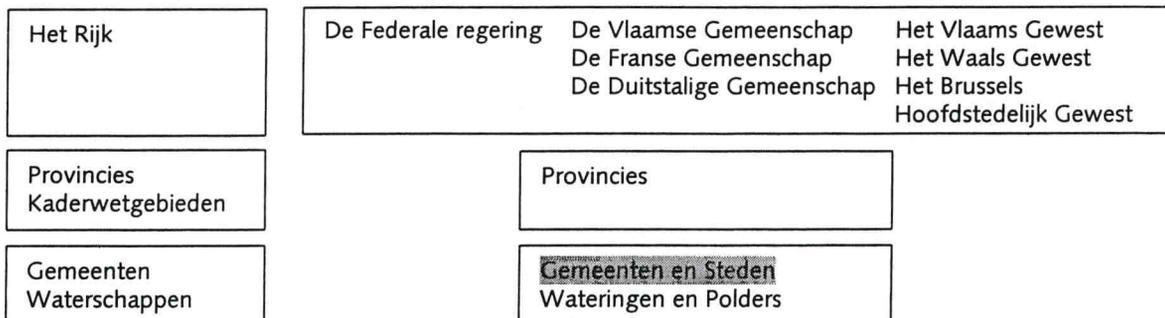 Het Rijk
De Federale regering
De Vlaamse Gemeenschap
De Franse Gemeenschap
De Duitstalige Gemeenschap
Het Vlaams Gewest
Het Waals Gewest
Het Brussels
Hoofdstedelijk Gewest
Provincies
Kaderwetgebieden
Provincies
Gemeenten
Waterschappen
Gemeenten en Steden
Wateringen en Polders